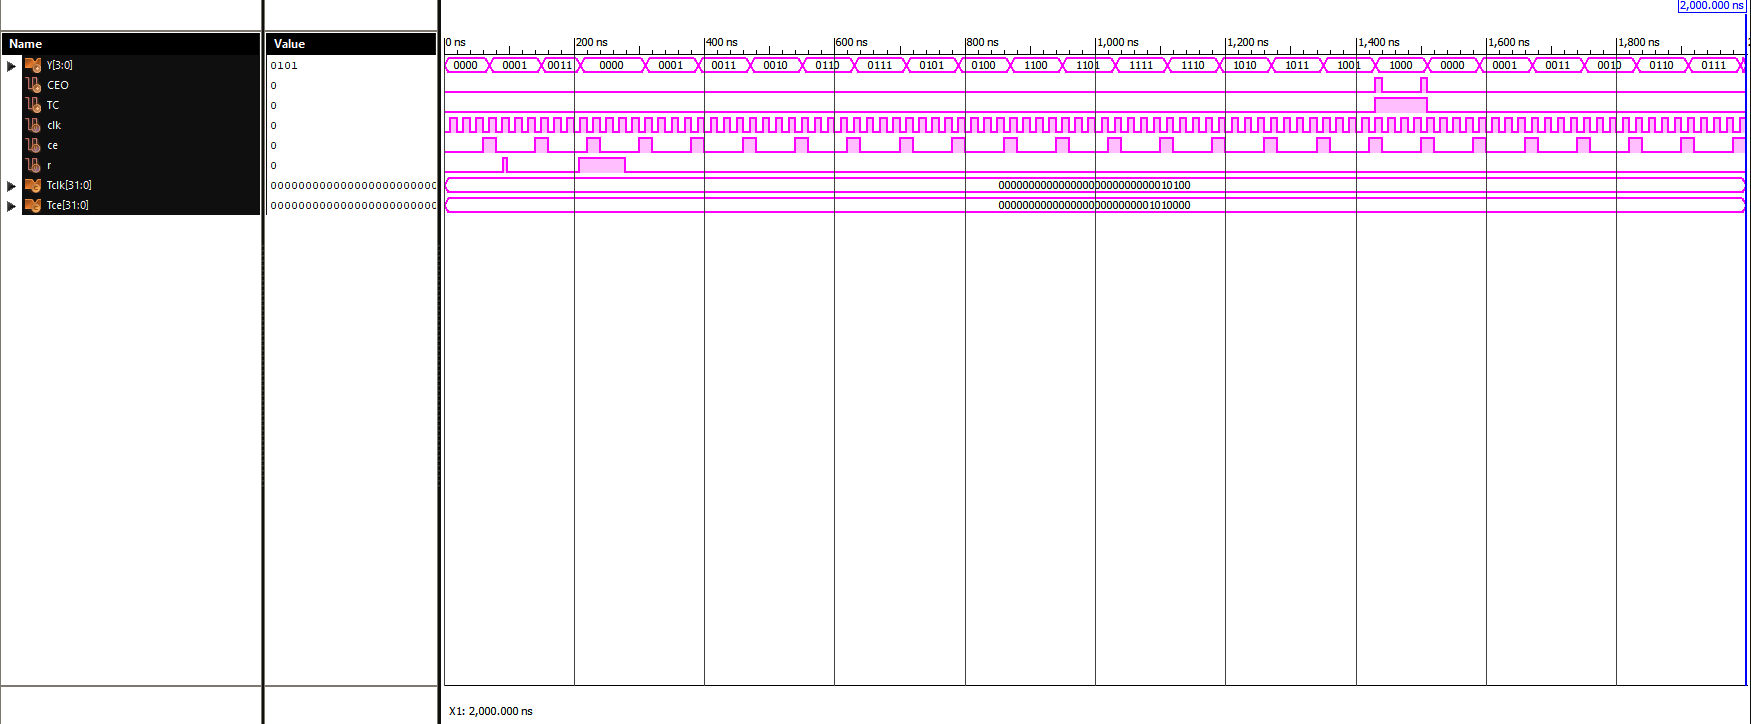 2,000.000 ns
Name Value 0 ns 200 ns 400 ns 600 ns 800 ns 1,000 ns 1,200 ns 1,400 ns 1,600 ns 1,800 ns
Y[3:0] 0101 0000 0001 0011 0000 0001 0011 0010 0110 0111 0101 0100 1100 1101 1111 1110 1010 1011 1001 1000 0000 0001 0011 0010 0110 0111
CEO 0
TC 0
clk 0
ce 0
r 0
Tclk[31:0] 000000000000000000000000 00000000000000000000000000010100
Tce[31:0] 000000000000000000000000 00000000000000000000000001010000
X1: 2,000.000 ns